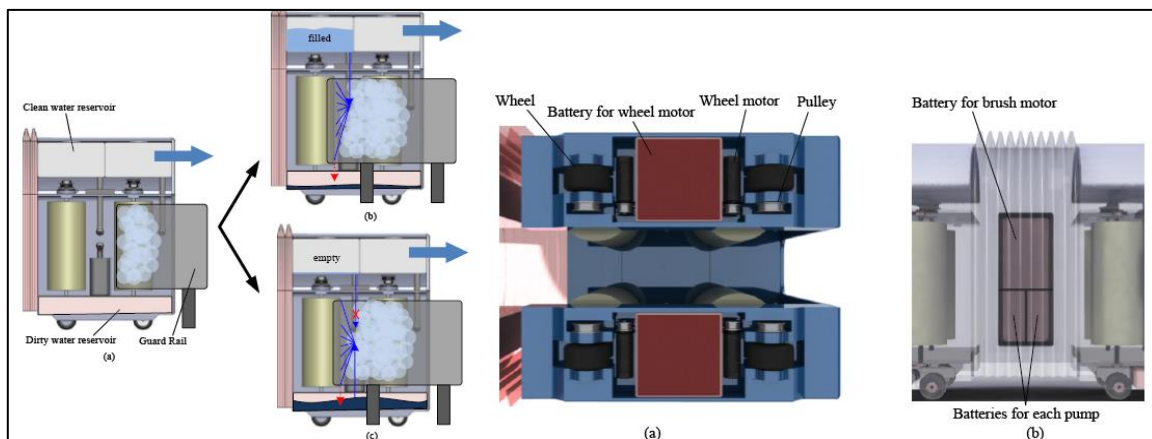 Clean water reservoir
Dirty water reservoir
Guard Rail
(a)
filled
(b)
empty
(c)
Wheel
Battery for wheel motor
Wheel motor
Pulley
(a)
Battery for brush motor
Batteries for each pump
(b)